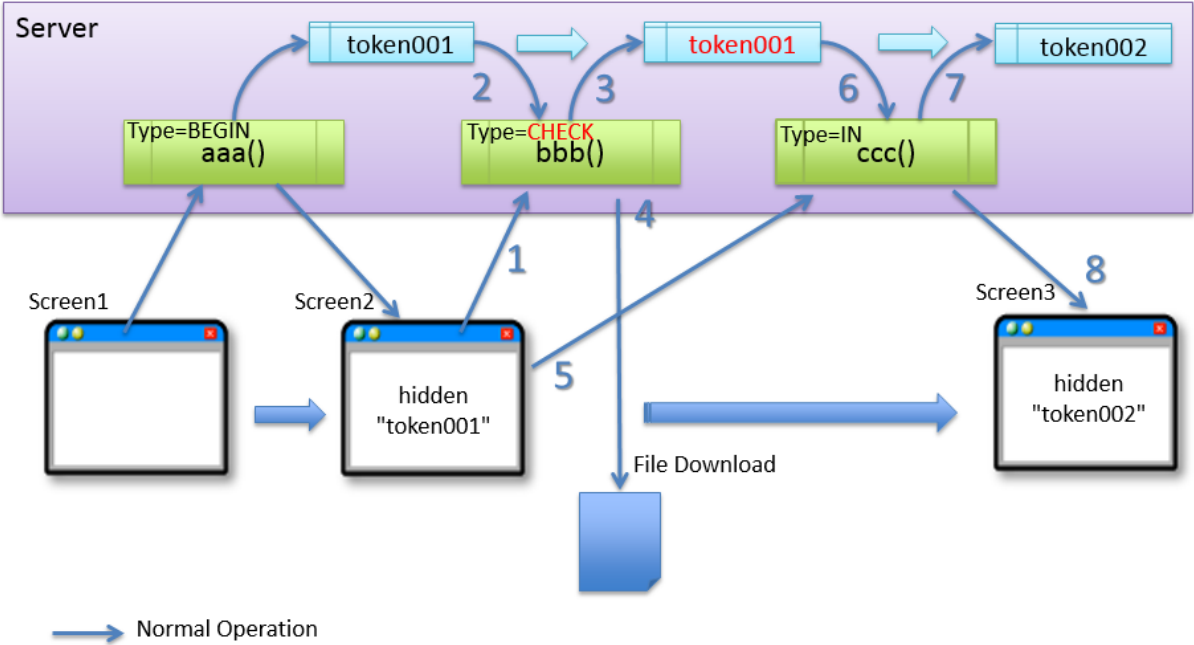 Server
token001
token001
token002
2
3
6
7
Type=BEGIN
aaa()
Type=CHECK
bbb()
Type=IN
ccc()
4
1
8
Screen1
Screen2
Screen3
5
hidden
"token001"
hidden
"token002"
File Download
Normal Operation